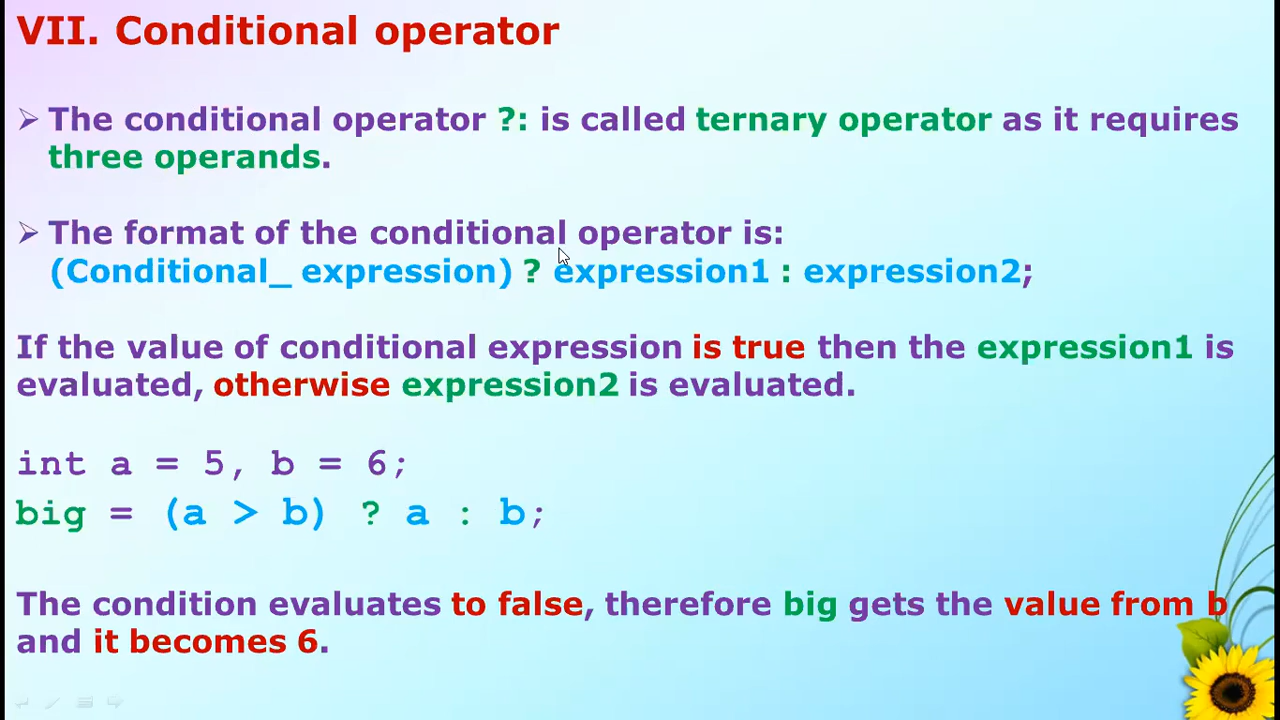 VII. Conditional operator
The conditional operator ?: is called ternary operator as it requires
three operands.
The format of the conditional operator is:
(Conditional_ expression) ? expression1 : expression2;
If the value of conditional expression is true then the expression1 is
evaluated, otherwise expression2 is evaluated.
int a = 5, b = 6;
big = (a > b) ? a : b;
The condition evaluates to false, therefore big gets the value from b
and it becomes 6.